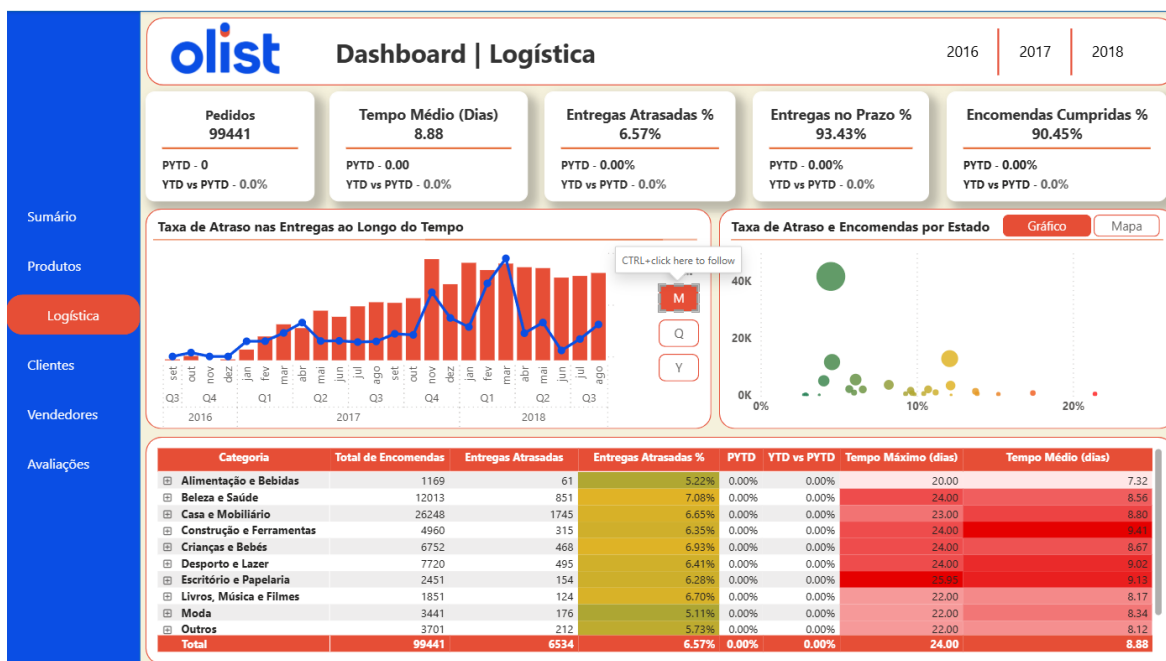 olist
Dashboard | Logística
2016
2017
2018
Sumário
Produtos
Logística
Clientes
Vendedores
Avaliações
Pedidos
99441
PYTD - 0
YTD vs PYTD - 0.0%
Tempo Médio (Dias)
8.88
PYTD - 0.00
YTD vs PYTD - 0.0%
Entregas Atrasadas %
6.57%
PYTD - 0.00%
YTD vs PYTD - 0.0%
Entregas no Prazo %
93.43%
PYTD - 0.00%
YTD vs PYTD - 0.0%
Encomendas Cumpridas %
90.45%
PYTD - 0.00%
YTD vs PYTD - 0.0%
Taxa de Atraso nas Entregas ao Longo do Tempo
CTRL+click here to follow
M
Q
Y
set out nov dez jan fev mar abr mai jun jul ago set out nov dez jan fev mar abr mai jun jul ago
Q3 Q4 Q1 Q2 Q3 Q4 Q1 Q2 Q3
2016 2017 2018
Taxa de Atraso e Encomendas por Estado
Gráfico
Mapa
40K
20K
0K
0% 10% 20%
Categoria Total de Encomendas Entregas Atrasadas Entregas Atrasadas % PYTD YTD vs PYTD Tempo Máximo (dias) Tempo Médio (dias)
Alimentação e Bebidas 1169 61 5.22% 0.00% 0.00% 20.00 7.32
Beleza e Saúde 12013 851 7.08% 0.00% 0.00% 24.00 8.56
Casa e Mobiliário 26248 1745 6.65% 0.00% 0.00% 23.00 8.80
Construção e Ferramentas 4960 315 6.35% 0.00% 0.00% 24.00 9.41
Crianças e Bebés 6752 468 6.93% 0.00% 0.00% 24.00 8.67
Desporto e Lazer 7720 495 6.41% 0.00% 0.00% 24.00 9.02
Escritório e Papelaria 2451 154 6.28% 0.00% 0.00% 25.95 9.13
Livros, Música e Filmes 1851 124 6.70% 0.00% 0.00% 22.00 8.17
Moda 3441 176 5.11% 0.00% 0.00% 22.00 8.34
Outros 3701 212 5.73% 0.00% 0.00% 22.00 8.12
Total 99441 6534 6.57% 0.00% 0.00% 24.00 8.88